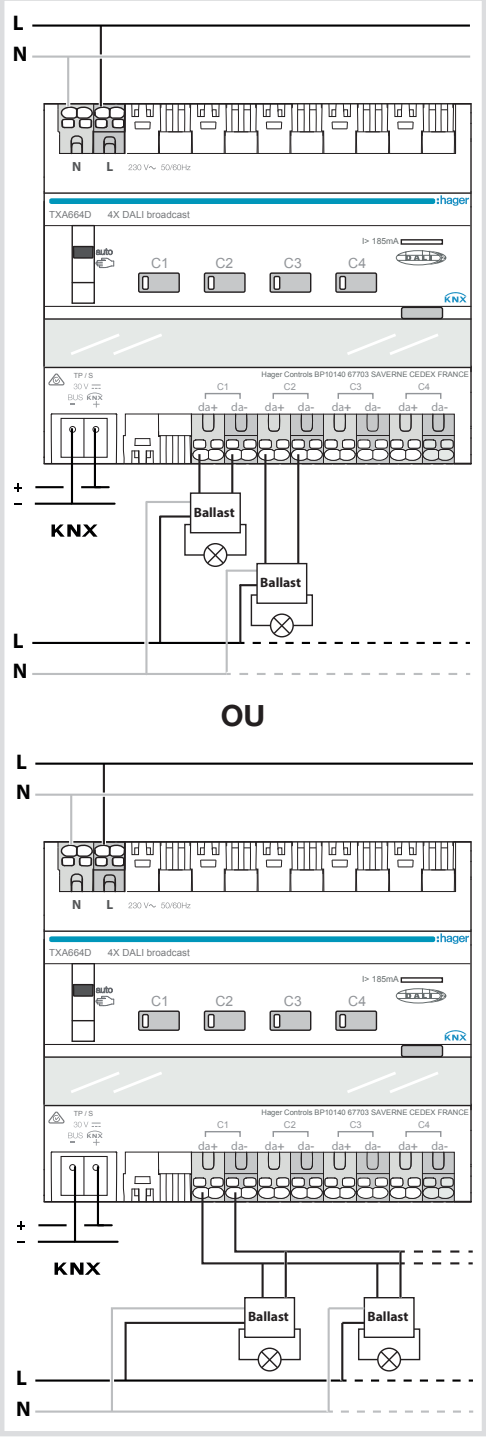 L
N
N L 230 V~ 50/60Hz
:hager
TXA664D 4X DALI broadcast
I> 185mA
auto
C1 C2 C3 C4
DALI
KNX
TP / S
30 V
BUS KNX
- +
Hager Controls BP10140 67703 SAVERNE CEDEX FRANCE
C1 C2 C3 C4
da+ da- da+ da- da+ da- da+ da-
+
-
KNX
Ballast
Ballast
L
N
OU
L
N
N L 230 V~ 50/60Hz
:hager
TXA664D 4X DALI broadcast
I> 185mA
auto
C1 C2 C3 C4
DALI
KNX
TP / S
30 V
BUS KNX
- +
Hager Controls BP10140 67703 SAVERNE CEDEX FRANCE
C1 C2 C3 C4
da+ da- da+ da- da+ da- da+ da-
+
-
KNX
Ballast Ballast
L
N